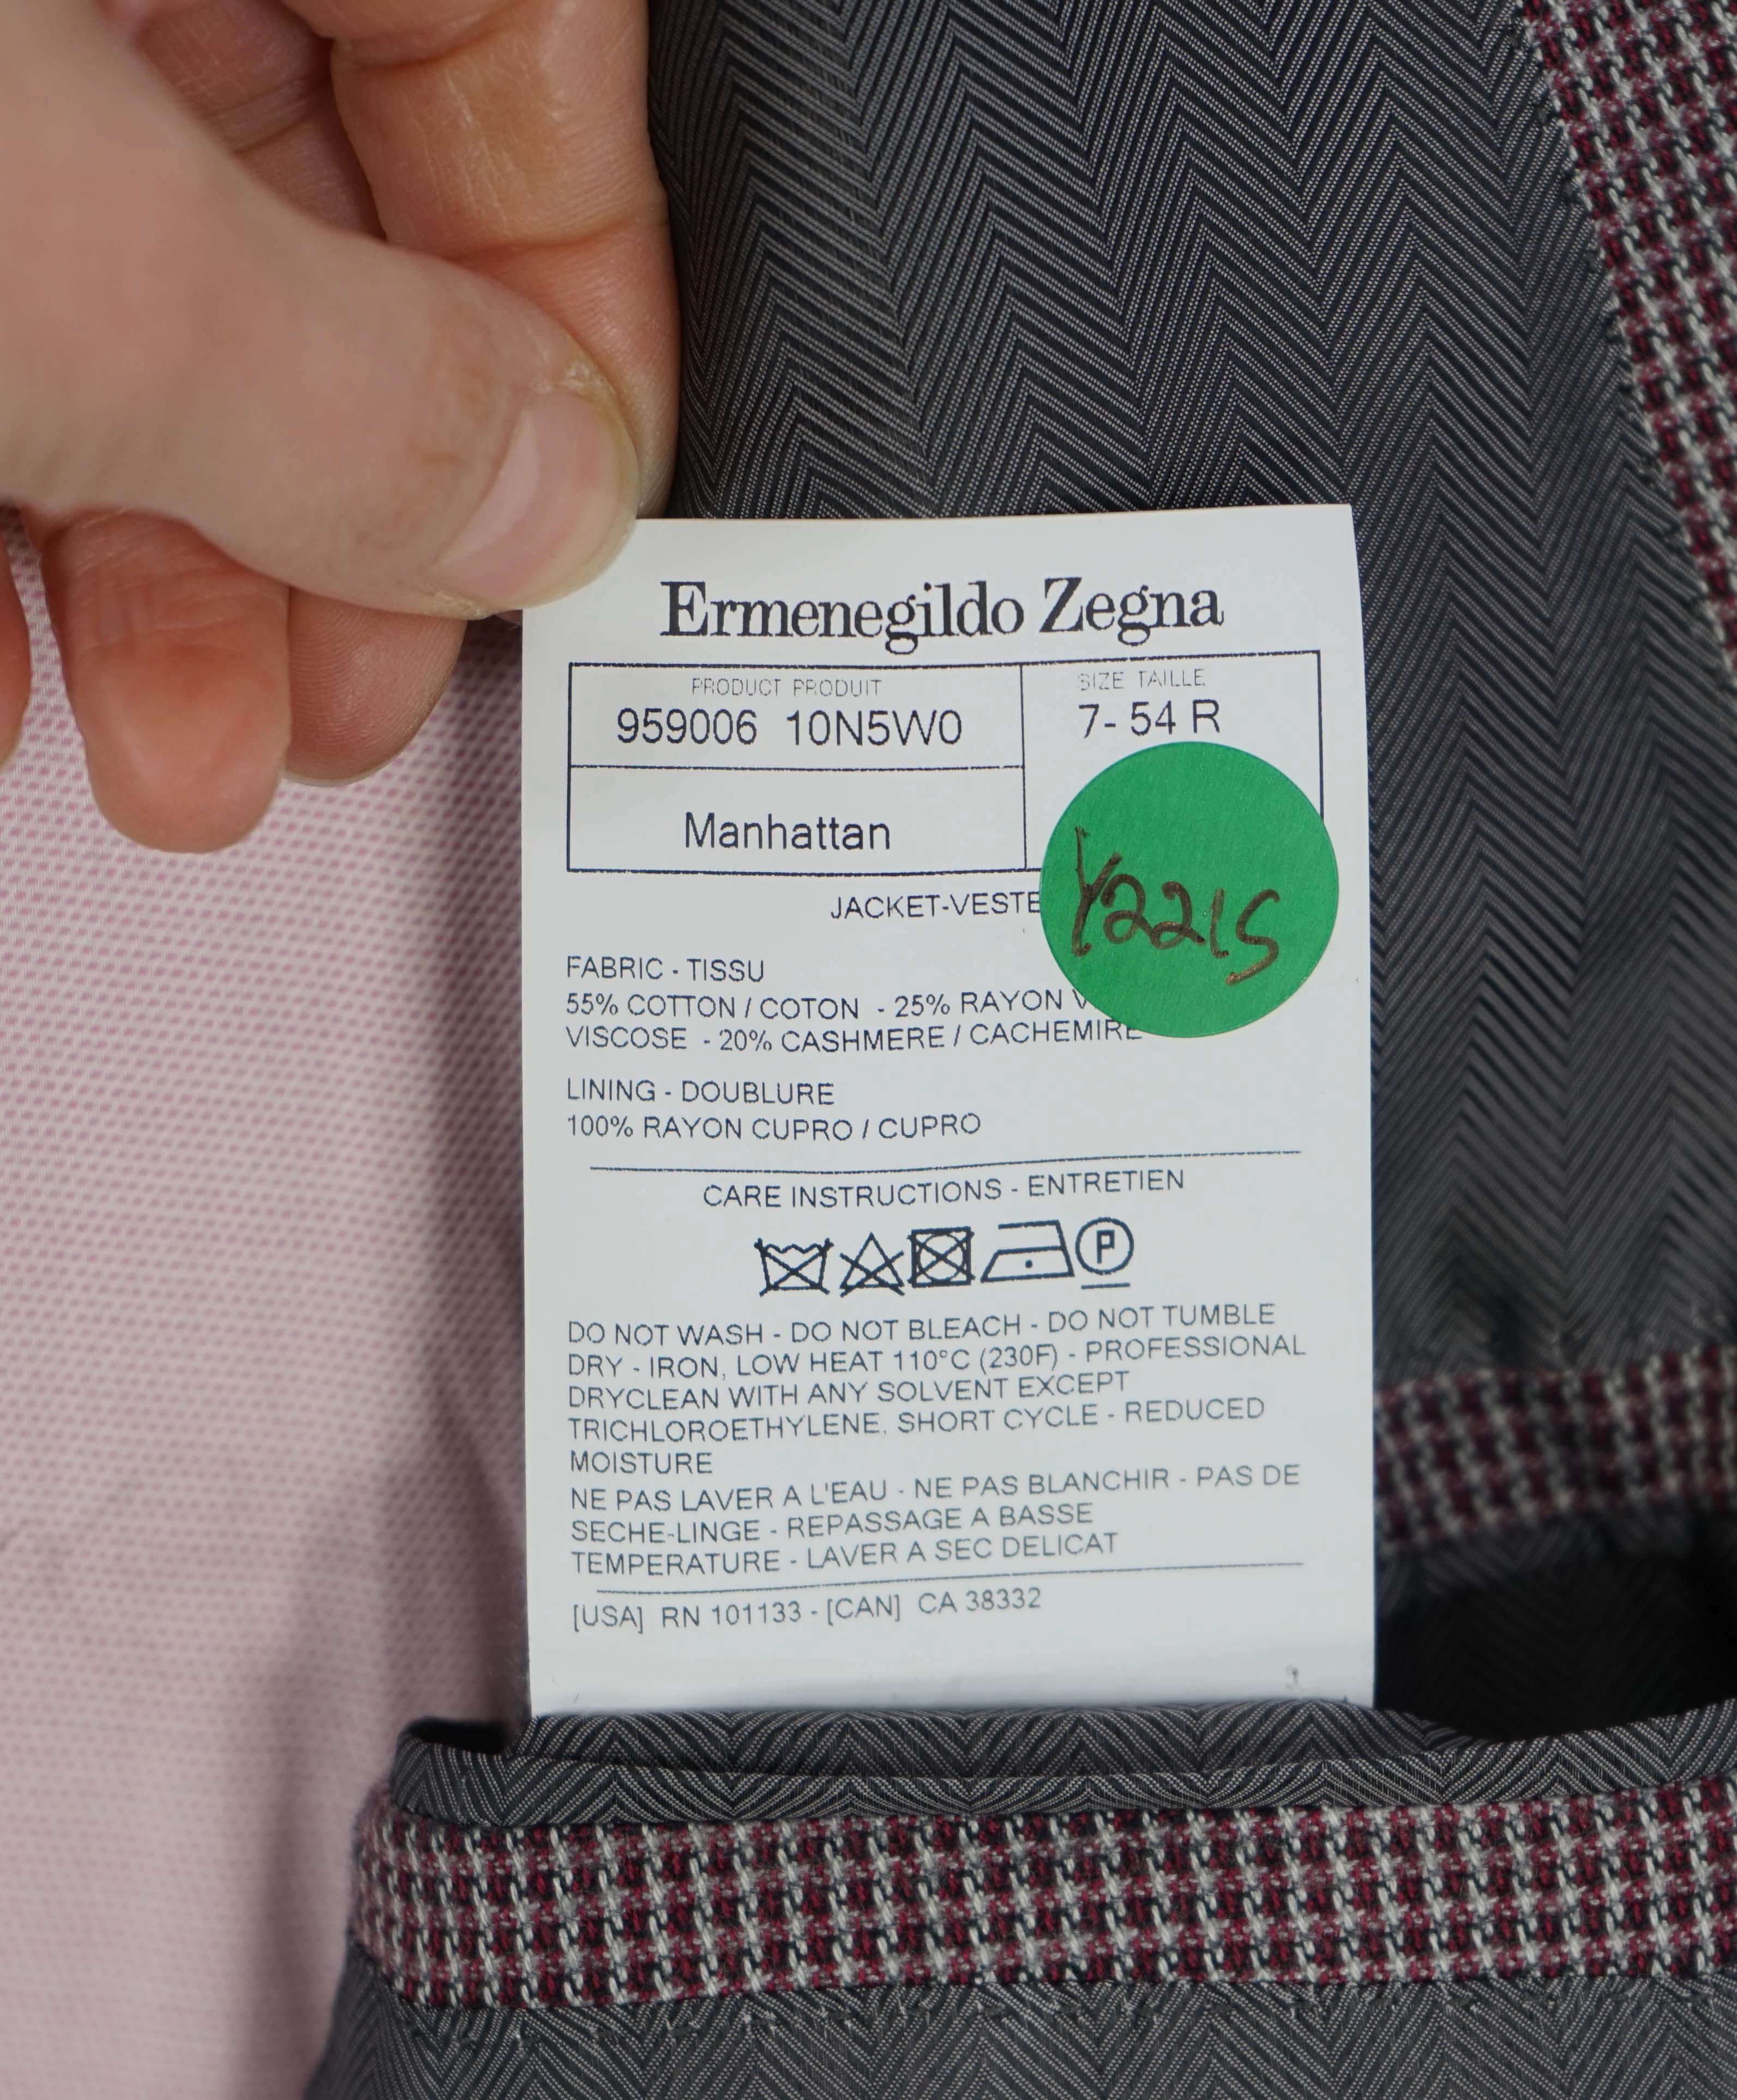 Ermenegildo Zegna
PRODUCT PRODUIT
959006 10N5W0
SIZE TAILLE
7- 54 R
Manhattan
Y221S
JACKET-VESTE
FABRIC - TISSU
55% COTTON / COTON - 25% RAYON
VISCOSE - 20% CASHMERE / CACHEMIRE
LINING - DOUBLURE
100% RAYON CUPRO / CUPRO
CARE INSTRUCTIONS - ENTRETIEN
P
DO NOT WASH - DO NOT BLEACH - DO NOT TUMBLE
DRY - IRON, LOW HEAT 110°C (230F) - PROFESSIONAL
DRYCLEAN WITH ANY SOLVENT EXCEPT
TRICHLOROETHYLENE. SHORT CYCLE - REDUCED
MOISTURE
NE PAS LAVER A L'EAU - NE PAS BLANCHIR - PAS DE
SECHE-LINGE - REPASSAGE A BASSE
TEMPERATURE - LAVER A SEC DELICAT
[USA] RN 101133 - [CAN] CA 38332